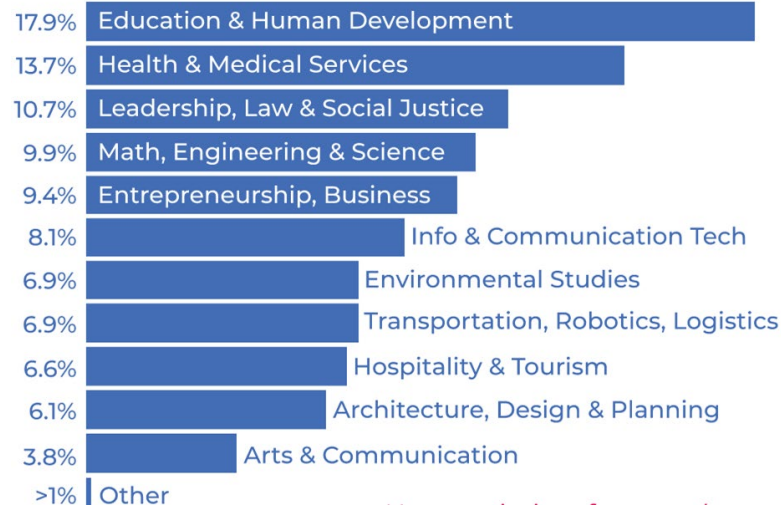 17.9% Education & Human Development
13.7% Health & Medical Services
10.7% Leadership, Law & Social Justice
9.9% Math, Engineering & Science
9.4% Entrepreneurship, Business
8.1% Info & Communication Tech
6.9% Environmental Studies
6.9% Transportation, Robotics, Logistics
6.6% Hospitality & Tourism
6.1% Architecture, Design & Planning
3.8% Arts & Communication
>1% Other